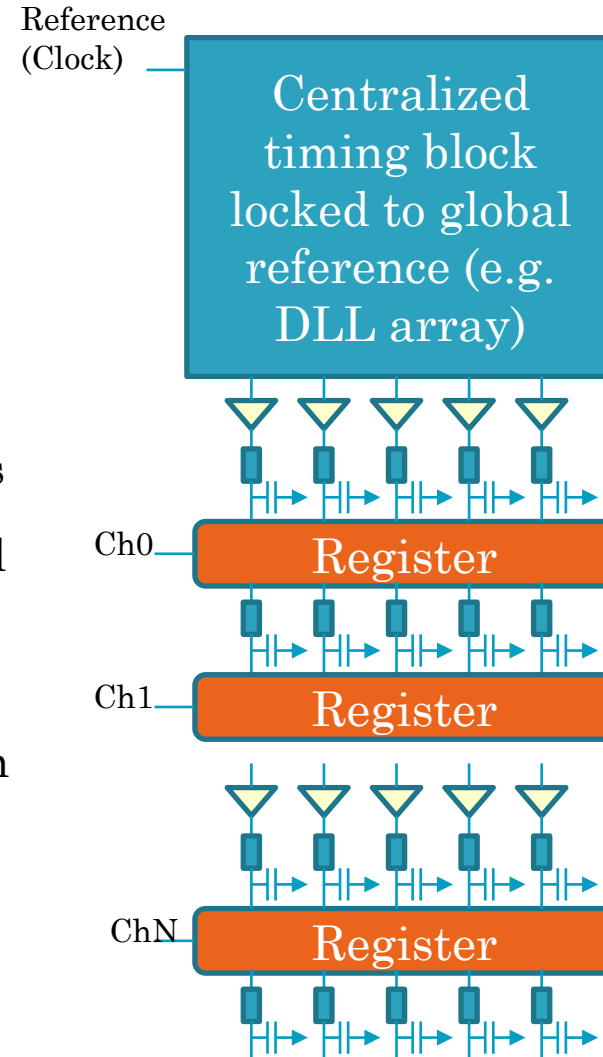 Reference
(Clock)
Centralized
timing block
locked to global
reference (e.g.
DLL array)
s
Ch0
Register
l
Ch1
Register
n
ChN
Register